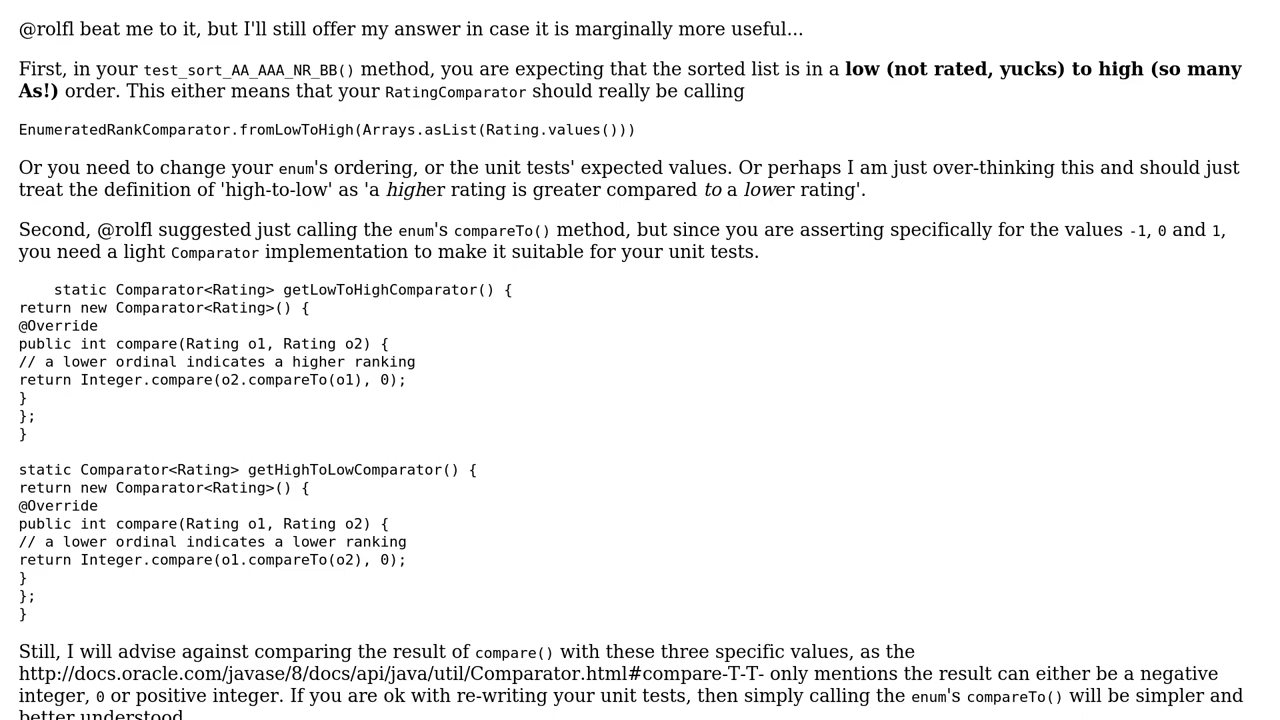 @rolfl beat me to it, but I'll still offer my answer in case it is marginally more useful...
First, in your test_sort_AA_AAA_NR_BB() method, you are expecting that the sorted list is in a low (not rated, yucks) to high (so many
As!) order. This either means that your RatingComparator should really be calling
EnumeratedRankComparator.fromLowToHigh(Arrays.asList(Rating.values()))
Or you need to change your enum's ordering, or the unit tests' expected values. Or perhaps I am just over-thinking this and should just
treat the definition of 'high-to-low' as 'a higher rating is greater compared to a lower rating'.
Second, @rolfl suggested just calling the enum's compareTo() method, but since you are asserting specifically for the values -1, 0 and 1,
you need a light Comparator implementation to make it suitable for your unit tests.
static Comparator<Rating> getLowToHighComparator() {
return new Comparator<Rating>() {
@Override
public int compare(Rating o1, Rating o2) {
// a lower ordinal indicates a higher ranking
return Integer.compare(o2.compareTo(o1), 0);
}
};
}
static Comparator<Rating> getHighToLowComparator() {
return new Comparator<Rating>() {
@Override
public int compare(Rating o1, Rating o2) {
// a lower ordinal indicates a lower ranking
return Integer.compare(o1.compareTo(o2), 0);
}
};
}
Still, I will advise against comparing the result of compare() with these three specific values, as the
http://docs.oracle.com/javase/8/docs/api/java/util/Comparator.html#compare-T-T- only mentions the result can either be a negative
integer, 0 or positive integer. If you are ok with re-writing your unit tests, then simply calling the enum's compareTo() will be simpler and
better understood